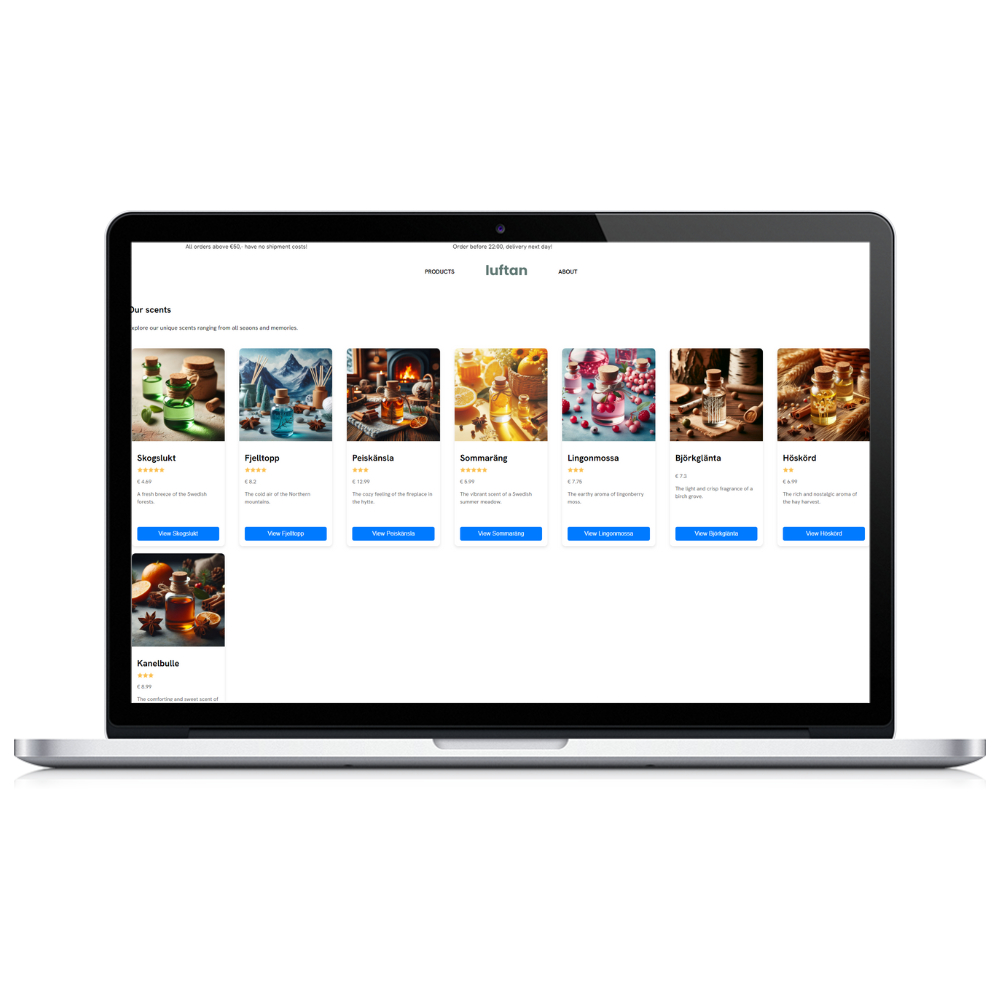 All orders above €60,- have no shipment costs!
Order before 22:00, delivery next day!
PRODUCTS
luftan
ABOUT
Our scents
explore our unique scents ranging from all seaons and memories.
Skogslukt
€ 4,69
A fresh breeze of the Swedish
forests.
View Skogslukt
Fjelltopp
€ 8.2
The cold air of the Northern
mountains.
View Fjelltopp
Peiskänsla
€ 12.99
The cozy feeling of the fireplace in
the hytte.
View Peiskänsla
Sommaräng
€ 5.99
The vibrant scent of a Swedish
summer meadow.
View Sommaräng
Lingonmossa
€ 7.75
The earthy aroma of lingonberry
moss.
View Lingonmossa
Björkglänta
€ 7.2
The light and crisp fragrance of a
birch grove.
View Björkglänta
Höskörd
€ 6.99
The rich and nostalgic aroma of
the hay harvest.
View Höskörd
Kanelbulle
€ 8.99
The comforting and sweet scent of